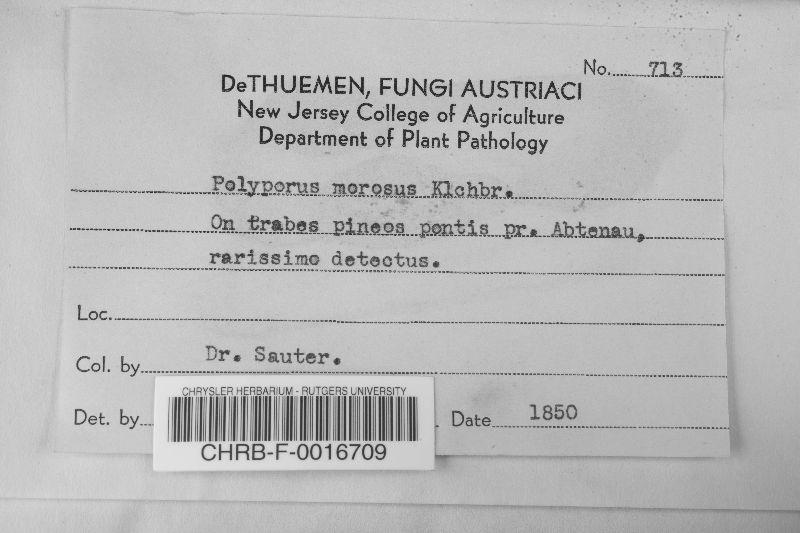 No. 713
DeTHUEMEN, FUNGI AUSTRIACI
New Jersey College of Agriculture
Department of Plant Pathology
Polyporus morosus Klchbr.
On trabes pineos pontis pr. Abtenau,
rarissime detectus.
Loc.
Col. by Dr. Sauter.
Det. by Date 1850
CHRYSLER HERBARIUM - RUTGERS UNIVERSITY
CHRB-F-0016709